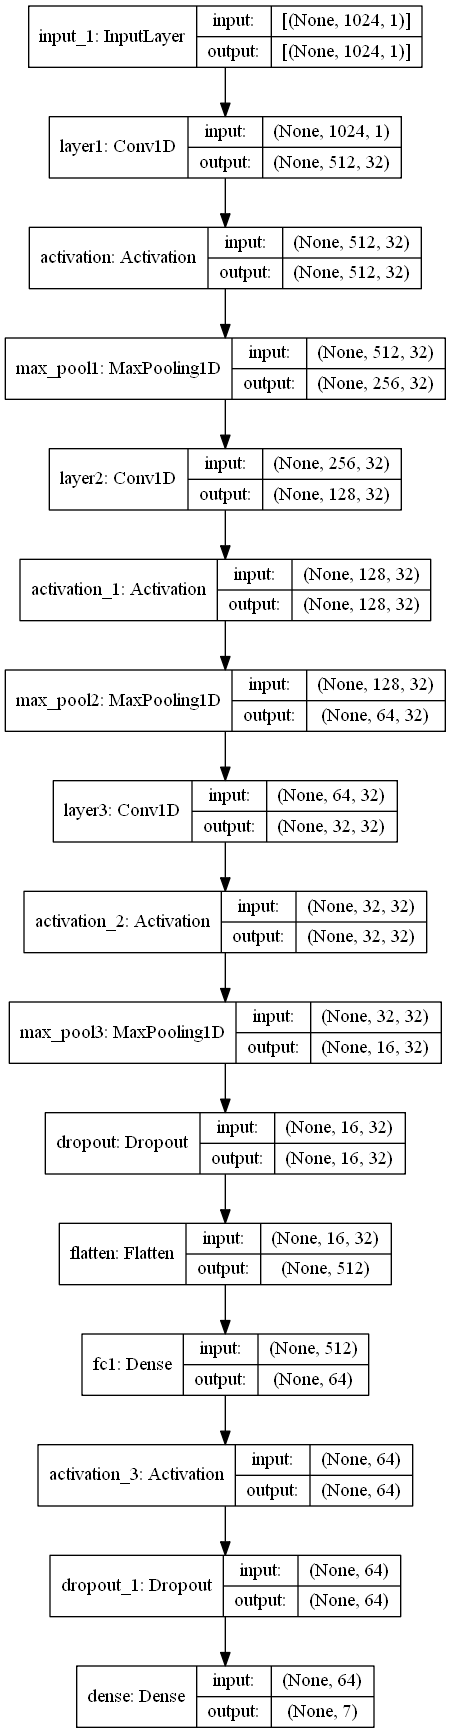 input_1: InputLayer
input:
[(None, 1024, 1)]
output:
[(None, 1024, 1)]
layer1: Conv1D
input:
(None, 1024, 1)
output:
(None, 512, 32)
activation: Activation
input:
(None, 512, 32)
output:
(None, 512, 32)
max_pool1: MaxPooling1D
input:
(None, 512, 32)
output:
(None, 256, 32)
layer2: Conv1D
input:
(None, 256, 32)
output:
(None, 128, 32)
activation_1: Activation
input:
(None, 128, 32)
output:
(None, 128, 32)
max_pool2: MaxPooling1D
input:
(None, 128, 32)
output:
(None, 64, 32)
layer3: Conv1D
input:
(None, 64, 32)
output:
(None, 32, 32)
activation_2: Activation
input:
(None, 32, 32)
output:
(None, 32, 32)
max_pool3: MaxPooling1D
input:
(None, 32, 32)
output:
(None, 16, 32)
dropout: Dropout
input:
(None, 16, 32)
output:
(None, 16, 32)
flatten: Flatten
input:
(None, 16, 32)
output:
(None, 512)
fc1: Dense
input:
(None, 512)
output:
(None, 64)
activation_3: Activation
input:
(None, 64)
output:
(None, 64)
dropout_1: Dropout
input:
(None, 64)
output:
(None, 64)
dense: Dense
input:
(None, 64)
output:
(None, 7)